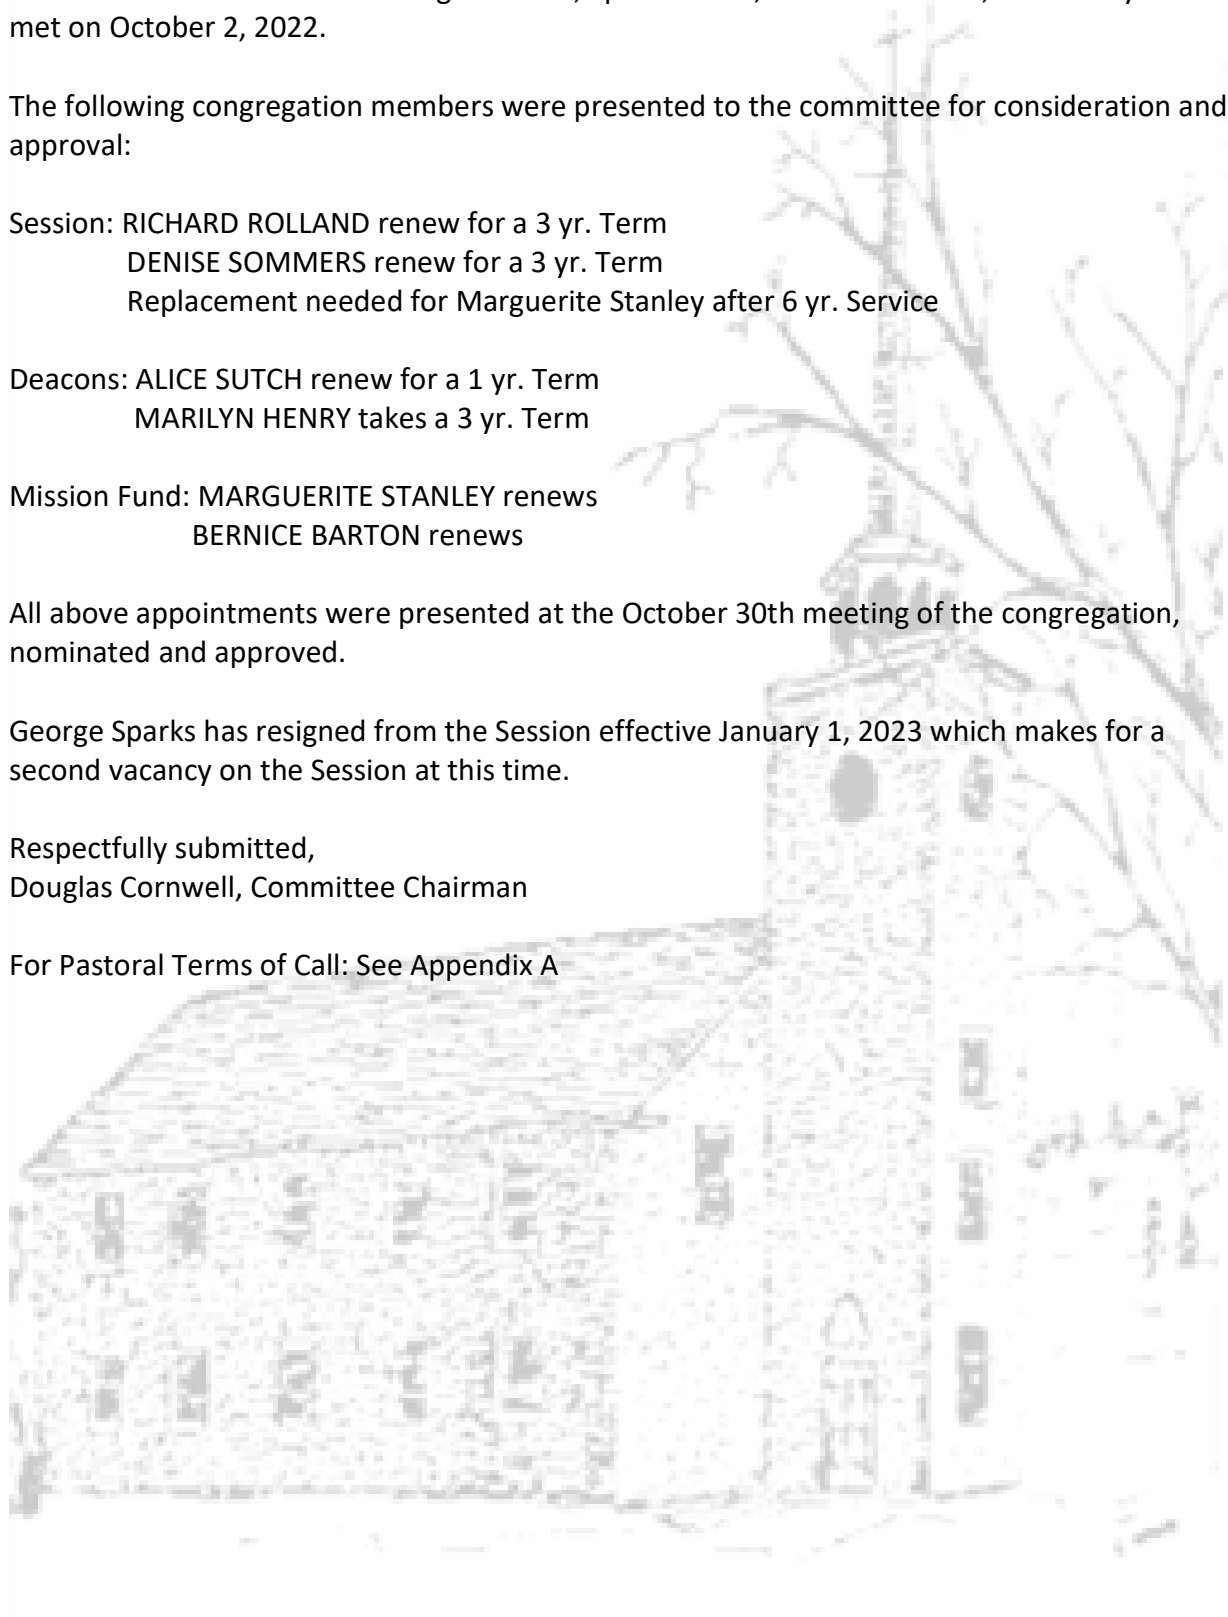 met on October 2, 2022.
The following congregation members were presented to the committee for consideration and
approval:
Session: RICHARD ROLLAND renew for a 3 yr. Term
DENISE SOMMERS renew for a 3 yr. Term
Replacement needed for Marguerite Stanley after 6 yr. Service
Deacons: ALICE SUTCH renew for a 1 yr. Term
MARILYN HENRY takes a 3 yr. Term
Mission Fund: MARGUERITE STANLEY renews
BERNICE BARTON renews
All above appointments were presented at the October 30th meeting of the congregation,
nominated and approved.
George Sparks has resigned from the Session effective January 1, 2023 which makes for a
second vacancy on the Session at this time.
Respectfully submitted,
Douglas Cornwell, Committee Chairman
For Pastoral Terms of Call: See Appendix A